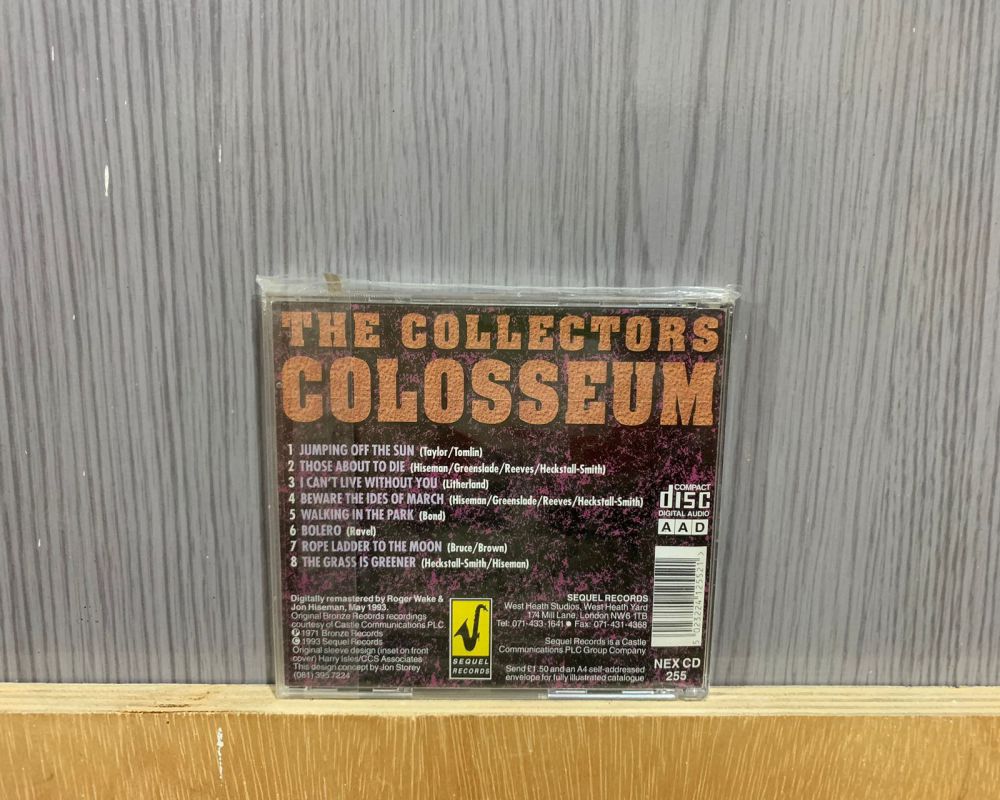 THE COLLECTORS
COLOSSEUM
1 JUMPING OFF THE SUN (Taylor/Tomlin)
2 THOSE ABOUT TO DIE (Hiseman/Greenslade/Reeves/Heckstall-Smith)
3 I CAN'T LIVE WITHOUT YOU (Litherland)
4 BEWARE THE IDES OF MARCH (Hiseman/Greenslade/Reeves/Heckstall-Smith)
5 WALKING IN THE PARK (Bond)
6 BOLERO (Ravel)
7 ROPE LADDER TO THE MOON (Bruce/Brown)
8 THE GRASS IS GREENER (Heckstall-Smith/Hiseman)
COMPACT
disc
DIGITAL AUDIO
A A D
Digitally remastered by Roger Wake &
Jon Hiseman, May 1993.
Original Bronze Records recordings
courtesy of Castle Communications PLC.
℗ 1971 Bronze Records
© 1993 Sequel Records
Original sleeve design (inset on front
cover) Harry Isles/CCS Associates
This design concept by Jon Storey
(081) 395 7224
SEQUEL
RECORDS
SEQUEL RECORDS
West Heath Studios, West Heath Yard
174 Mill Lane, London NW6 1TB
Tel: 071-433-1641 ● Fax: 071-431-4368
Sequel Records is a Castle
Communications PLC Group Company
Send £1.50 and an A4 self-addressed
envelope for fully illustrated catalogue
5 023224 125521 >
NEX CD
255